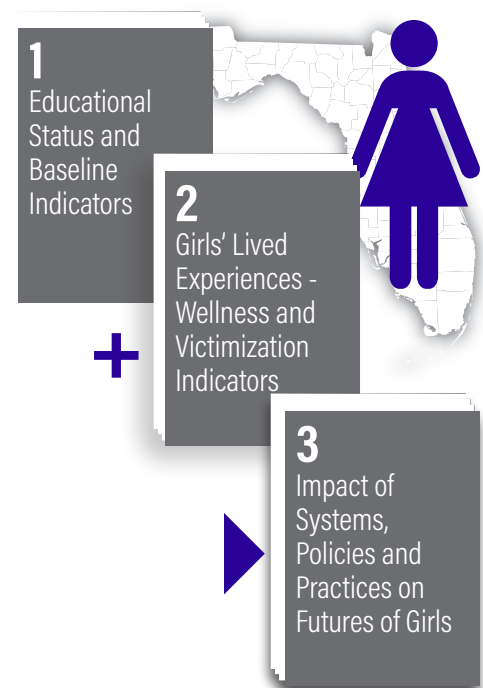 1
Educational
Status and
Baseline
Indicators
2
Girls’ Lived
Experiences -
Wellness and
Victimization
Indicators
+
3
Impact of
Systems,
Policies and
Practices on
Futures of Girls